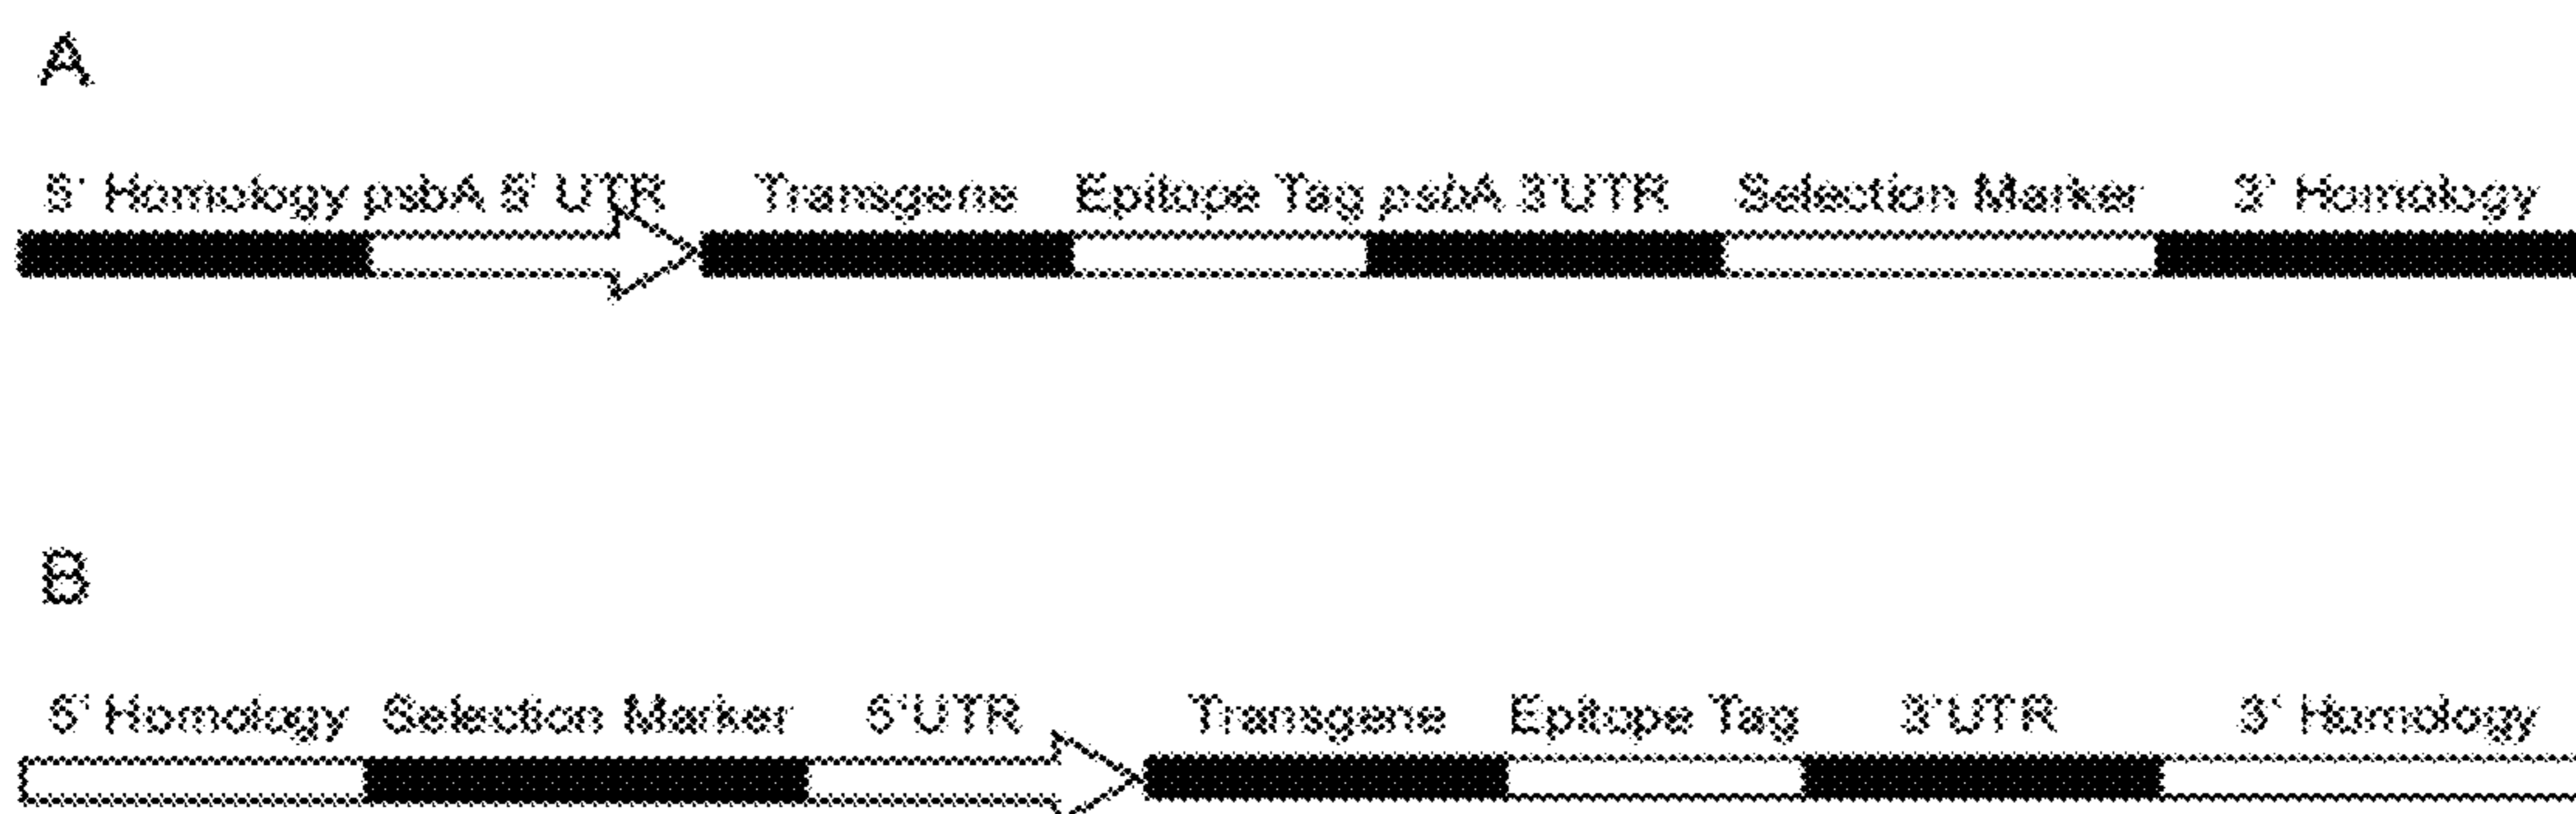 A
5' Homology psbA 5' UTR Transgene Epitope Tag psbA 3'UTR Selection Marker 3' Homology
B
5' Homology Selection Marker 5'UTR Transgene Epitope Tag 3'UTR 3' Homology